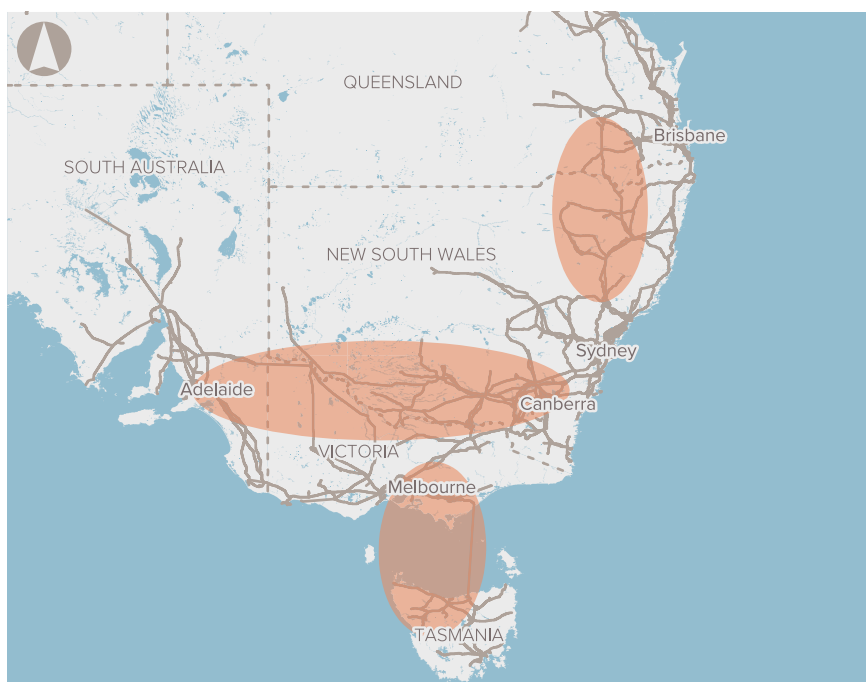 QUEENSLAND
Brisbane
SOUTH AUSTRALIA
NEW SOUTH WALES
Sydney
Adelaide
Canberra
VICTORIA
Melbourne
TASMANIA